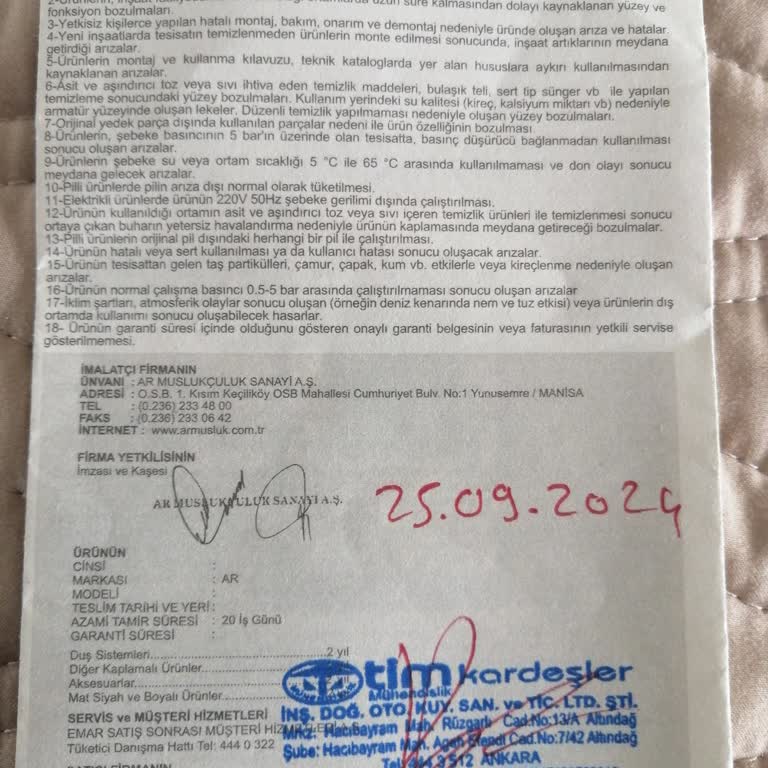 süre kalmasından dolayı kaynaklanan yüzey ve
fonksiyon bozulmaları.
3-Yetkisiz kişilerce yapılan hatalı montaj, bakım, onarım ve demontaj nedeniyle üründe oluşan arıza ve hatalar.
4-Yeni inşaatlarda tesisatın temizlenmeden ürünlerin monte edilmesi sonucunda, inşaat artıklarının meydana
getirdiği arızalar.
5-Ürünlerin montaj ve kullanma kılavuzu, teknik kataloglarda yer alan hususlara aykırı kullanılmasından
kaynaklanan arızalar.
6-Asit ve aşındırıcı toz veya sıvı ihtiva eden temizlik maddeleri, bulaşık teli, sert tip sünger vb ile yapılan
temizleme sonucundaki yüzey bozulmaları. Kullanım yerindeki su kalitesi (kireç, kalsiyum miktarı vb) nedeniyle
armatür yüzeyinde oluşan lekeler. Düzenli temizlik yapılmaması nedeniyle oluşan yüzey bozulmaları.
7-Orijinal yedek parça dışında kullanılan parçalar nedeni ile ürün özelliğinin bozulması.
8-Ürünlerin, şebeke basıncının 5 bar'ın üzerinde olan tesisatta, basınç düşürücü bağlanmadan kullanılması
sonucu oluşan arızalar.
9-Ürünlerin şebeke su veya ortam sıcaklığı 5 °C ile 65 °C arasında kullanılmaması ve don olayı sonucu
meydana gelecek arızalar.
10-Pilli ürünlerde pilin arıza dışı normal olarak tüketilmesi.
11-Elektrikli ürünlerde ürünün 220V 50Hz şebeke gerilimi dışında çalıştırılması.
12-Ürünün kullanıldığı ortamın asit ve aşındırıcı toz veya sıvı içeren temizlik ürünleri ile temizlenmesi sonucu
ortaya çıkan buharın yetersiz havalandırma nedeniyle ürünün kaplamasında meydana getireceği bozulmalar.
13-Pilli ürünlerin orijinal pil dışındaki herhangi bir pil ile çalıştırılması.
14-Ürünün hatalı veya sert kullanılması ya da kullanıcı hatası sonucu oluşacak arızalar.
15-Ürünün tesisattan gelen taş partikülleri, çamur, çapak, kum vb. etkilerle veya kireçlenme nedeniyle oluşan
arızalar.
16-Ürünün normal çalışma basıncı 0.5-5 bar arasında çalıştırılmaması sonucu oluşan arızalar
17-İklim şartları, atmosferik olaylar sonucu oluşan (örneğin deniz kenarında nem ve tuz etkisi) veya ürünlerin dış
ortamda kullanımı sonucu oluşabilecek hasarlar.
18- Ürünün garanti süresi içinde olduğunu gösteren onaylı garanti belgesinin veya faturasının yetkili servise
gösterilmemesi.
İMALATÇI FİRMANIN
ÜNVANI : AR MUSLUKÇULUK SANAYİ A.Ş.
ADRESİ : O.S.B. 1. Kısım Keçiliköy OSB Mahallesi Cumhuriyet Bulv. No:1 Yunusemre / MANİSA
TEL : (0.236) 233 48 00
FAKS : (0.236) 233 06 42
İNTERNET : www.armusluk.com.tr
FİRMA YETKİLİSİNİN
İmzası ve Kaşesi
AR MUSLUKÇULUK SANAYİ A.Ş.
25.09.2024
ÜRÜNÜN
CİNSİ :
MARKASI : AR
MODELİ :
TESLİM TARİHİ VE YERİ :
AZAMİ TAMİR SÜRESİ : 20 İş Günü
GARANTİ SÜRESİ :
Duş Sistemleri...2 yıl
Diğer Kaplamalı Ürünler...
Aksesuarlar...
Mat Siyah ve Boyalı Ürünler...
tim kardeşler
Mühendislik
İNŞ. DOĞ. OTO. KUY. SAN. ve TİC. LTD. ŞTİ.
Mrkz: Hacıbayram Mah. Rüzgarlı Cad.No:13/A Altındağ
Şube: Hacıbayram Mah. Cad.No:7/42 Altındağ
Tel: 512 ANKARA
SERVİS ve MÜŞTERİ HİZMETLERİ
EMAR SATIŞ SONRASI MÜŞTERİ HİZMETLERİ A.Ş.
Tüketici Danışma Hattı Tel: 444 0 322